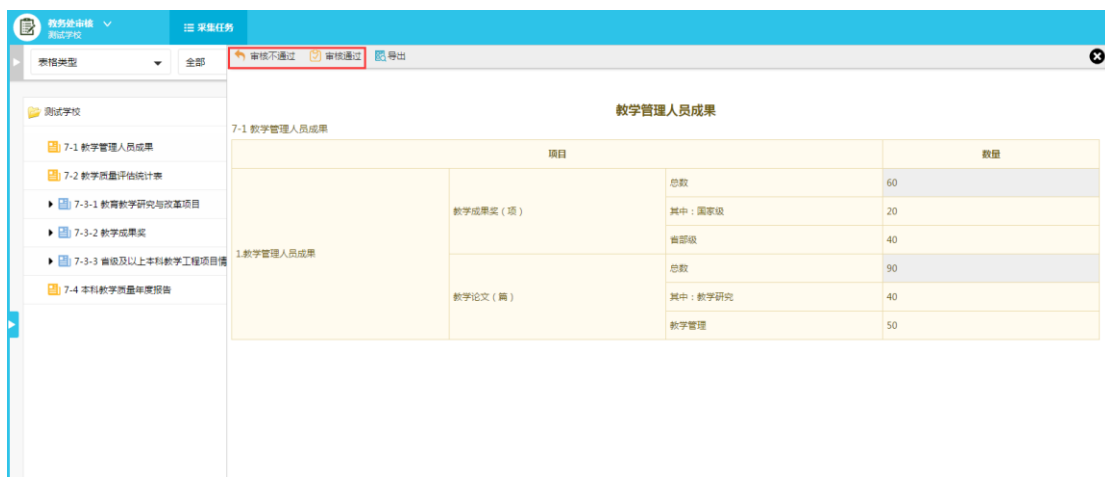 教务处审核
测试学校
采集任务
表格类型
全部
审核不通过 审核通过 导出
测试学校
7-1 教学管理人员成果
7-2 教学质量评估统计表
7-3-1 教育教学研究与改革项目
7-3-2 教学成果奖
7-3-3 省级及以上本科教学工程项目情
7-4 本科教学质量年度报告
教学管理人员成果
7-1 教学管理人员成果
项目 数量
1.教学管理人员成果
教学成果奖（项）
总数 60
其中：国家级 20
省部级 40
教学论文（篇）
总数 90
其中：教学研究 40
教学管理 50